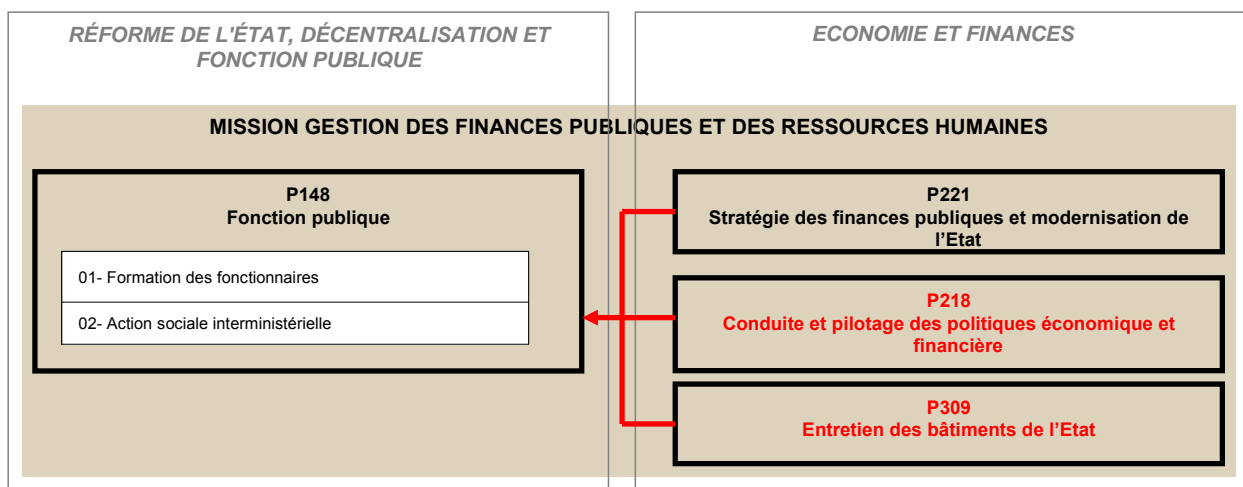 RÉFORME DE L'ÉTAT, DÉCENTRALISATION ET
FONCTION PUBLIQUE
ECONOMIE ET FINANCES
MISSION GESTION DES FINANCES PUBLIQUES ET DES RESSOURCES HUMAINES
P148
Fonction publique
01- Formation des fonctionnaires
02- Action sociale interministérielle
P221
Stratégie des finances publiques et modernisation de
l’Etat
P218
Conduite et pilotage des politiques économique et
financière
P309
Entretien des bâtiments de l’Etat